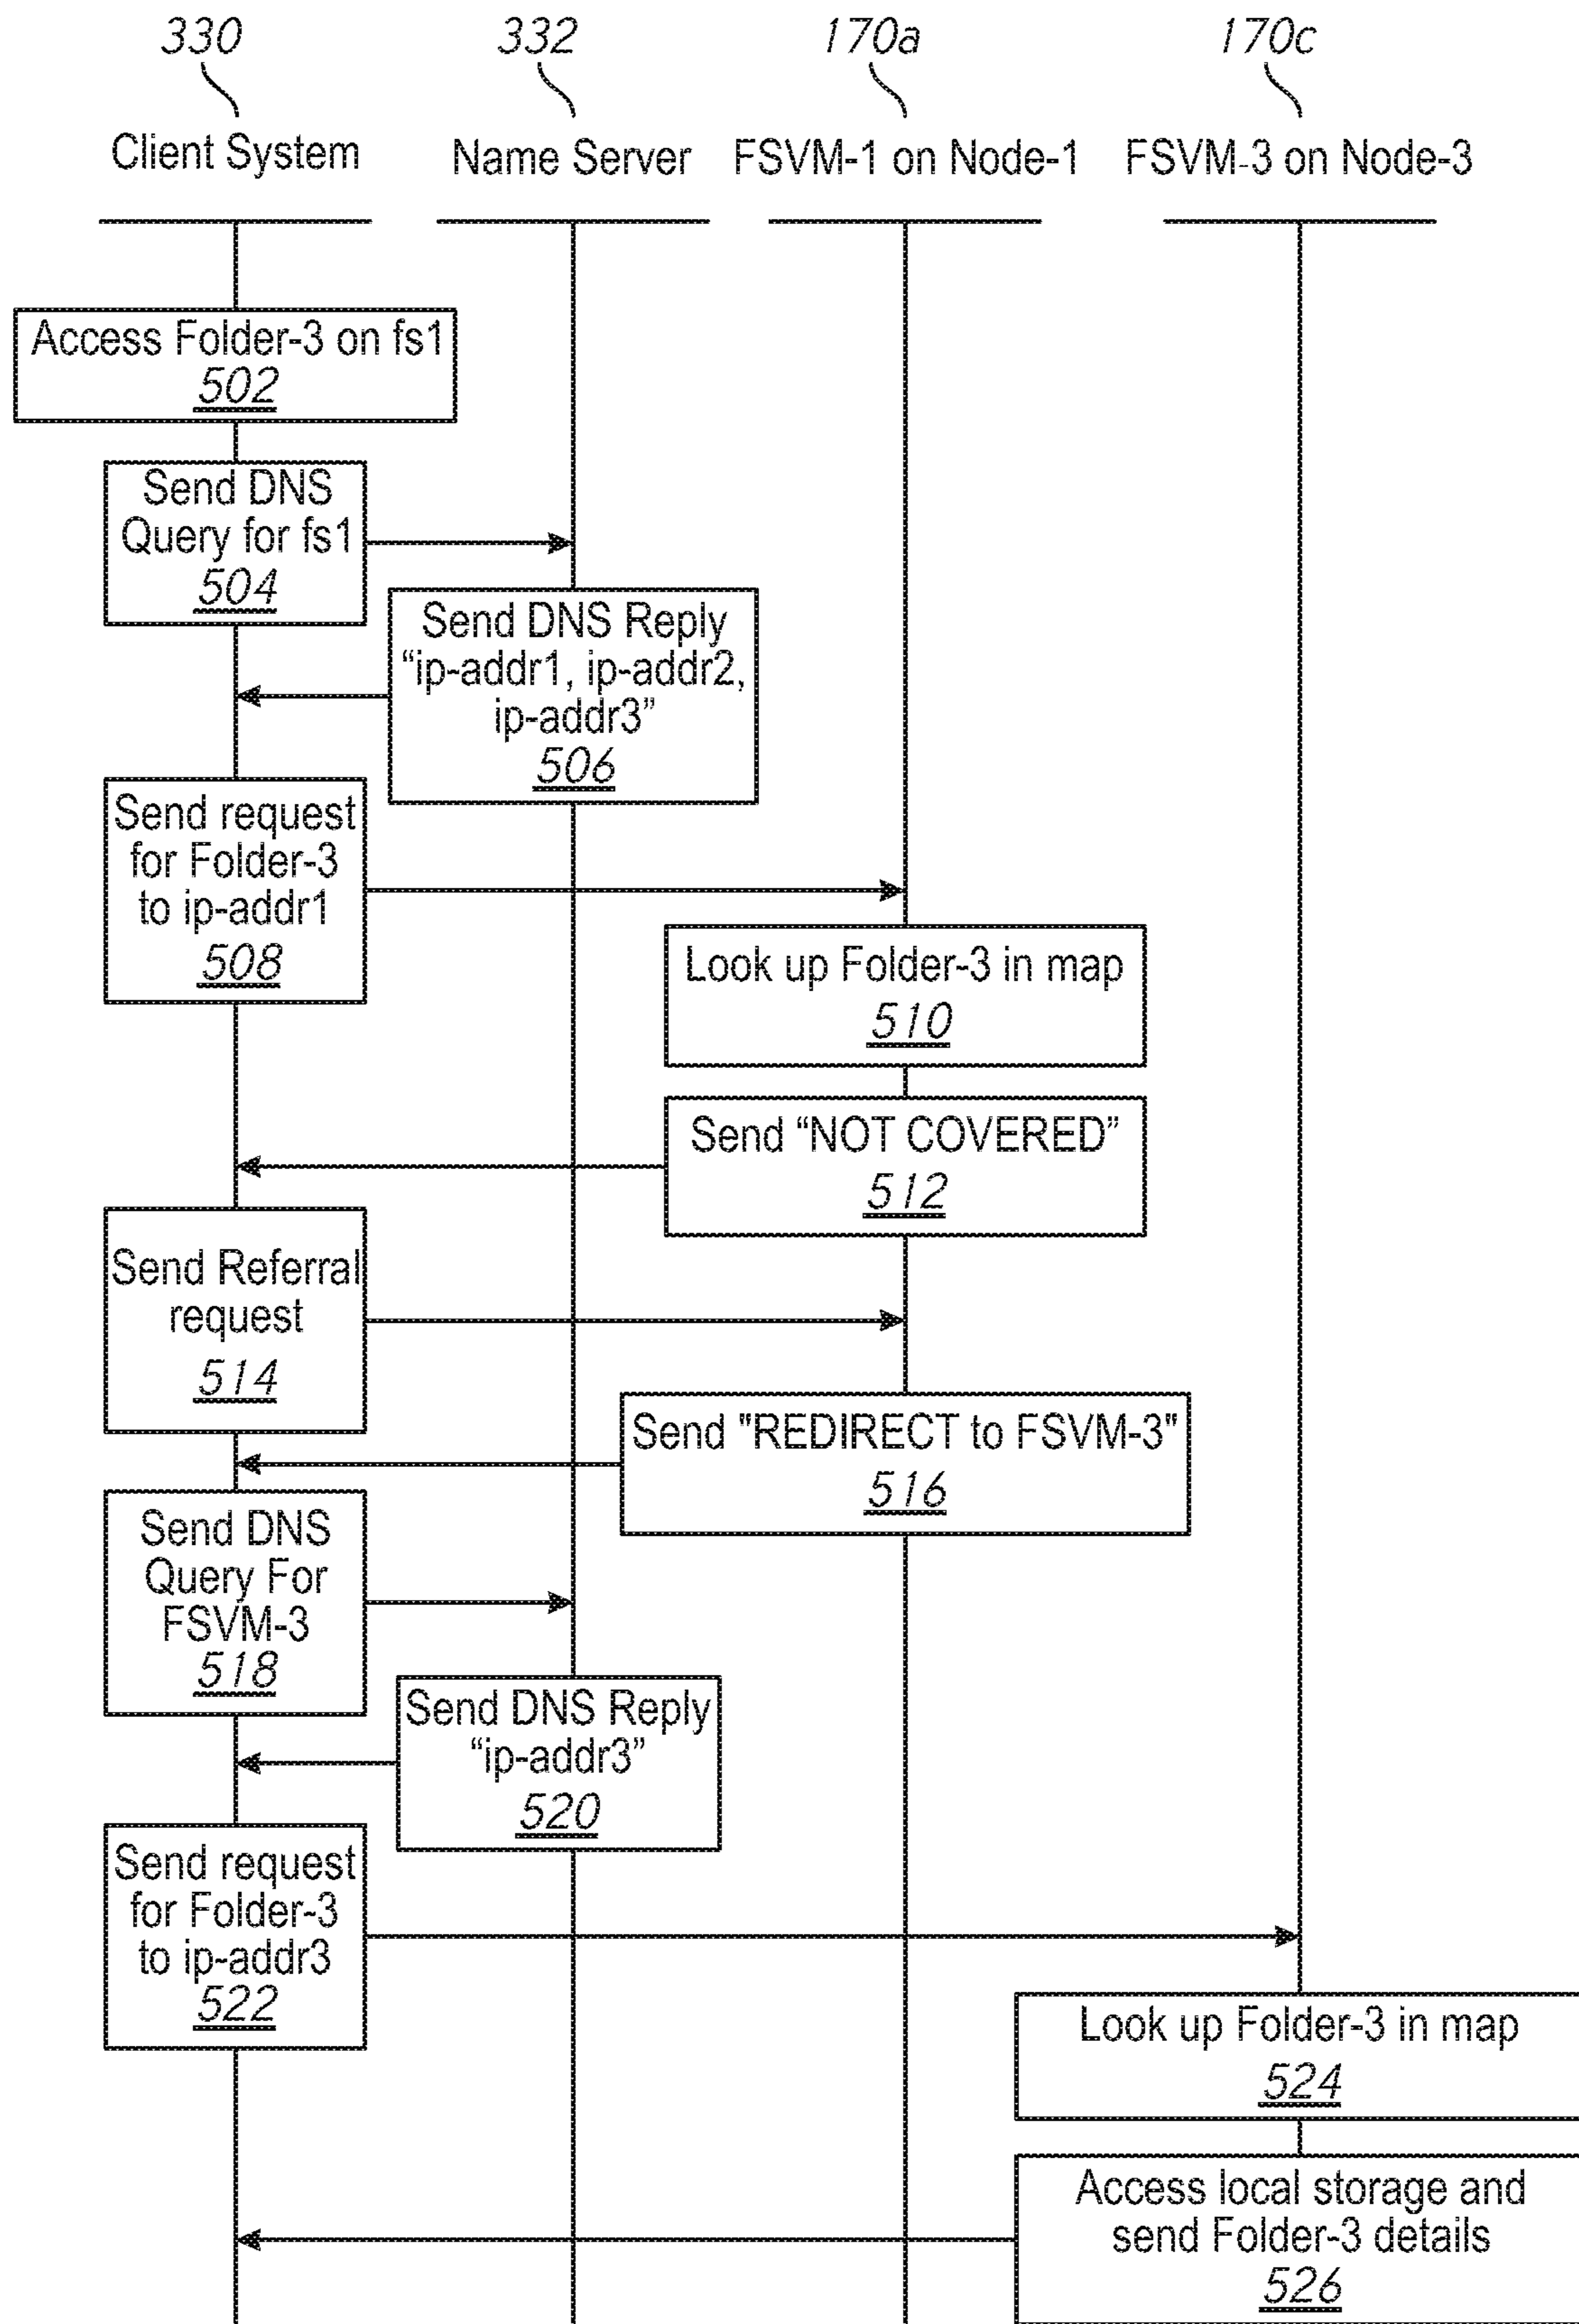 330
332
170a
170c
Client System
Name Server
FSVM-1 on Node-1
FSVM-3 on Node-3
Access Folder-3 on fs1
502
Send DNS
Query for fs1
504
Send DNS Reply
“ip-addr1, ip-addr2,
ip-addr3”
506
Send request
for Folder-3
to ip-addr1
508
Look up Folder-3 in map
510
Send “NOT COVERED”
512
Send Referral
request
514
Send "REDIRECT to FSVM-3"
516
Send DNS
Query For
FSVM-3
518
Send DNS Reply
“ip-addr3”
520
Send request
for Folder-3
to ip-addr3
522
Look up Folder-3 in map
524
Access local storage and
send Folder-3 details
526